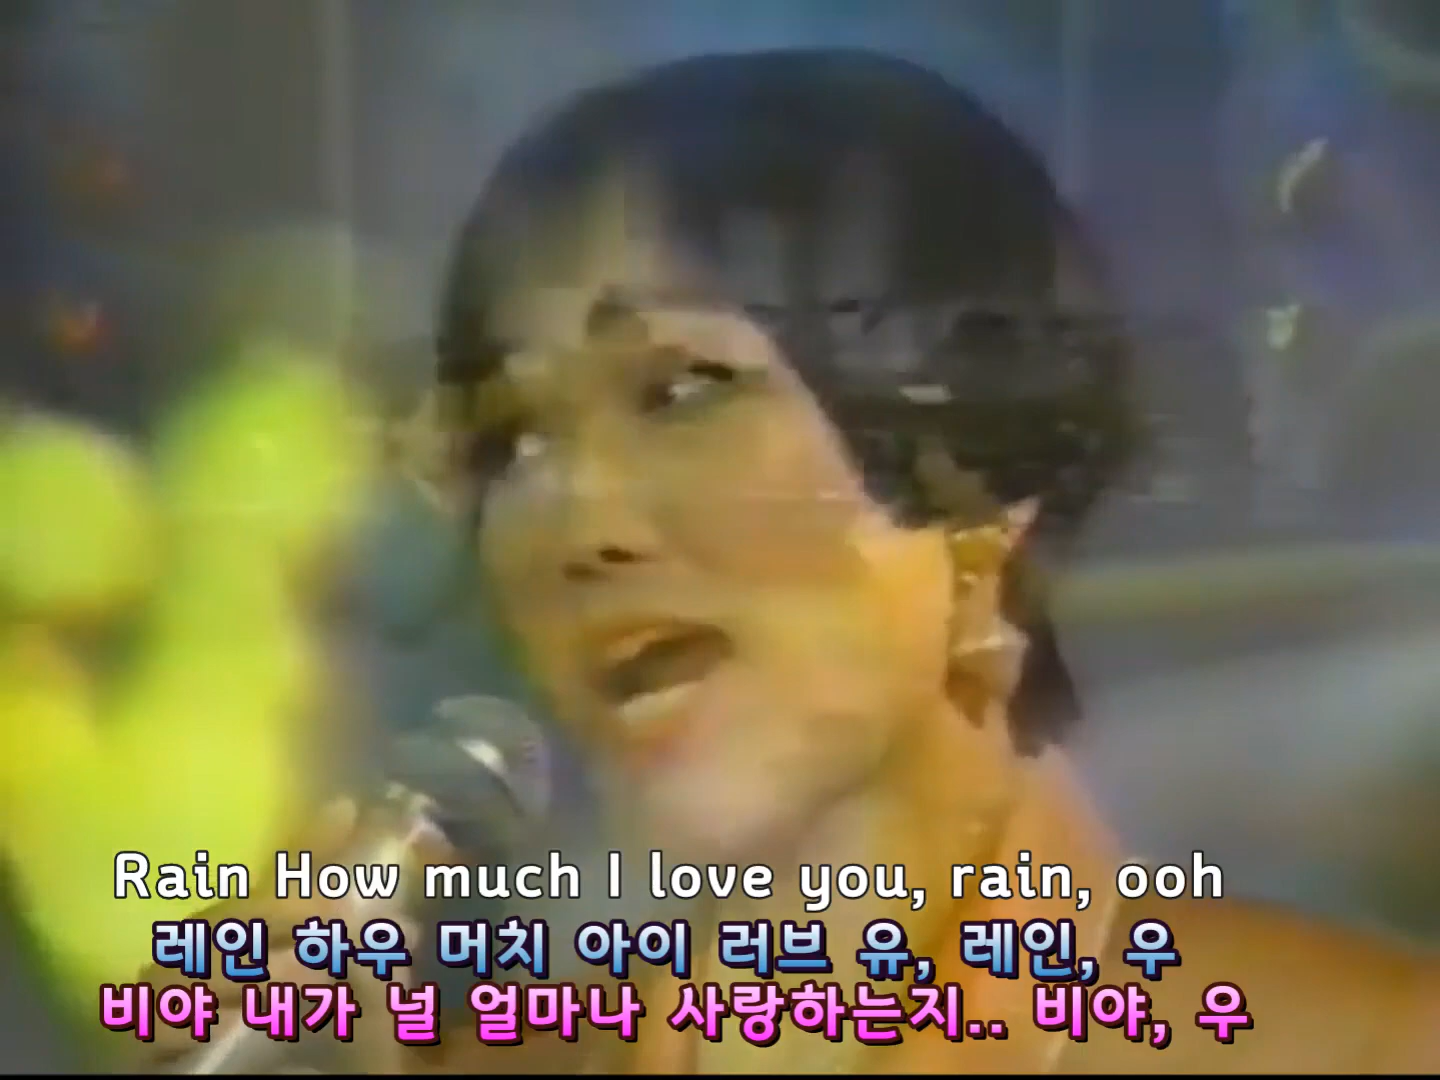 Rain How much I love you, rain, ooh
레인 하우 머치 아이 러브 유, 레인, 우
비야 내가 널 얼마나 사랑하는지.. 비야, 우